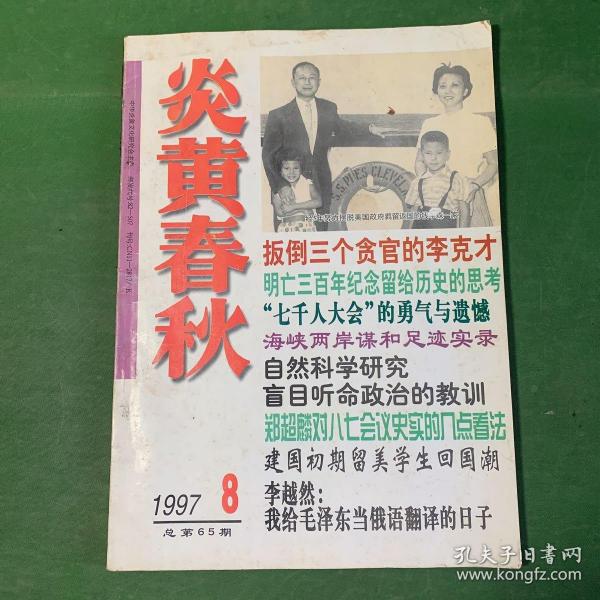 炎黄春秋
扳倒三个贪官的李克才
明亡三百年纪念留给历史的思考
“七千人大会”的勇气与遗憾
海峡两岸谋和足迹实录
自然科学研究
盲目听命政治的教训
郑超麟对八七会议史实的几点看法
建国初期留美学生回国潮
李越然：
我给毛泽东当俄语翻译的日子
1997 8
总第65期
孔夫子旧书网
www.kongfz.com